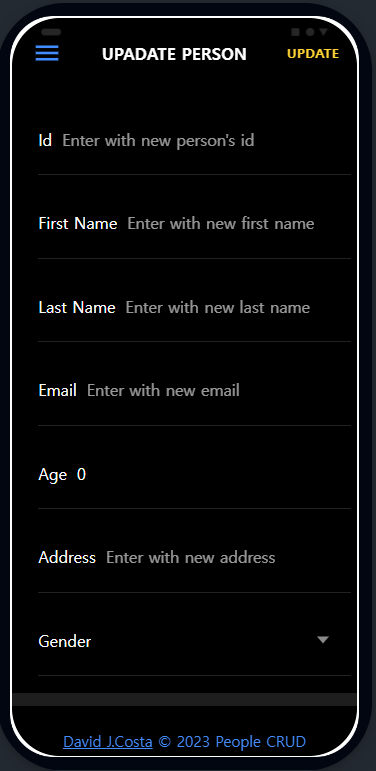 UPADATE PERSON UPDATE
Id Enter with new person's id
First Name Enter with new first name
Last Name Enter with new last name
Email Enter with new email
Age 0
Address Enter with new address
Gender
David J.Costa © 2023 People CRUD